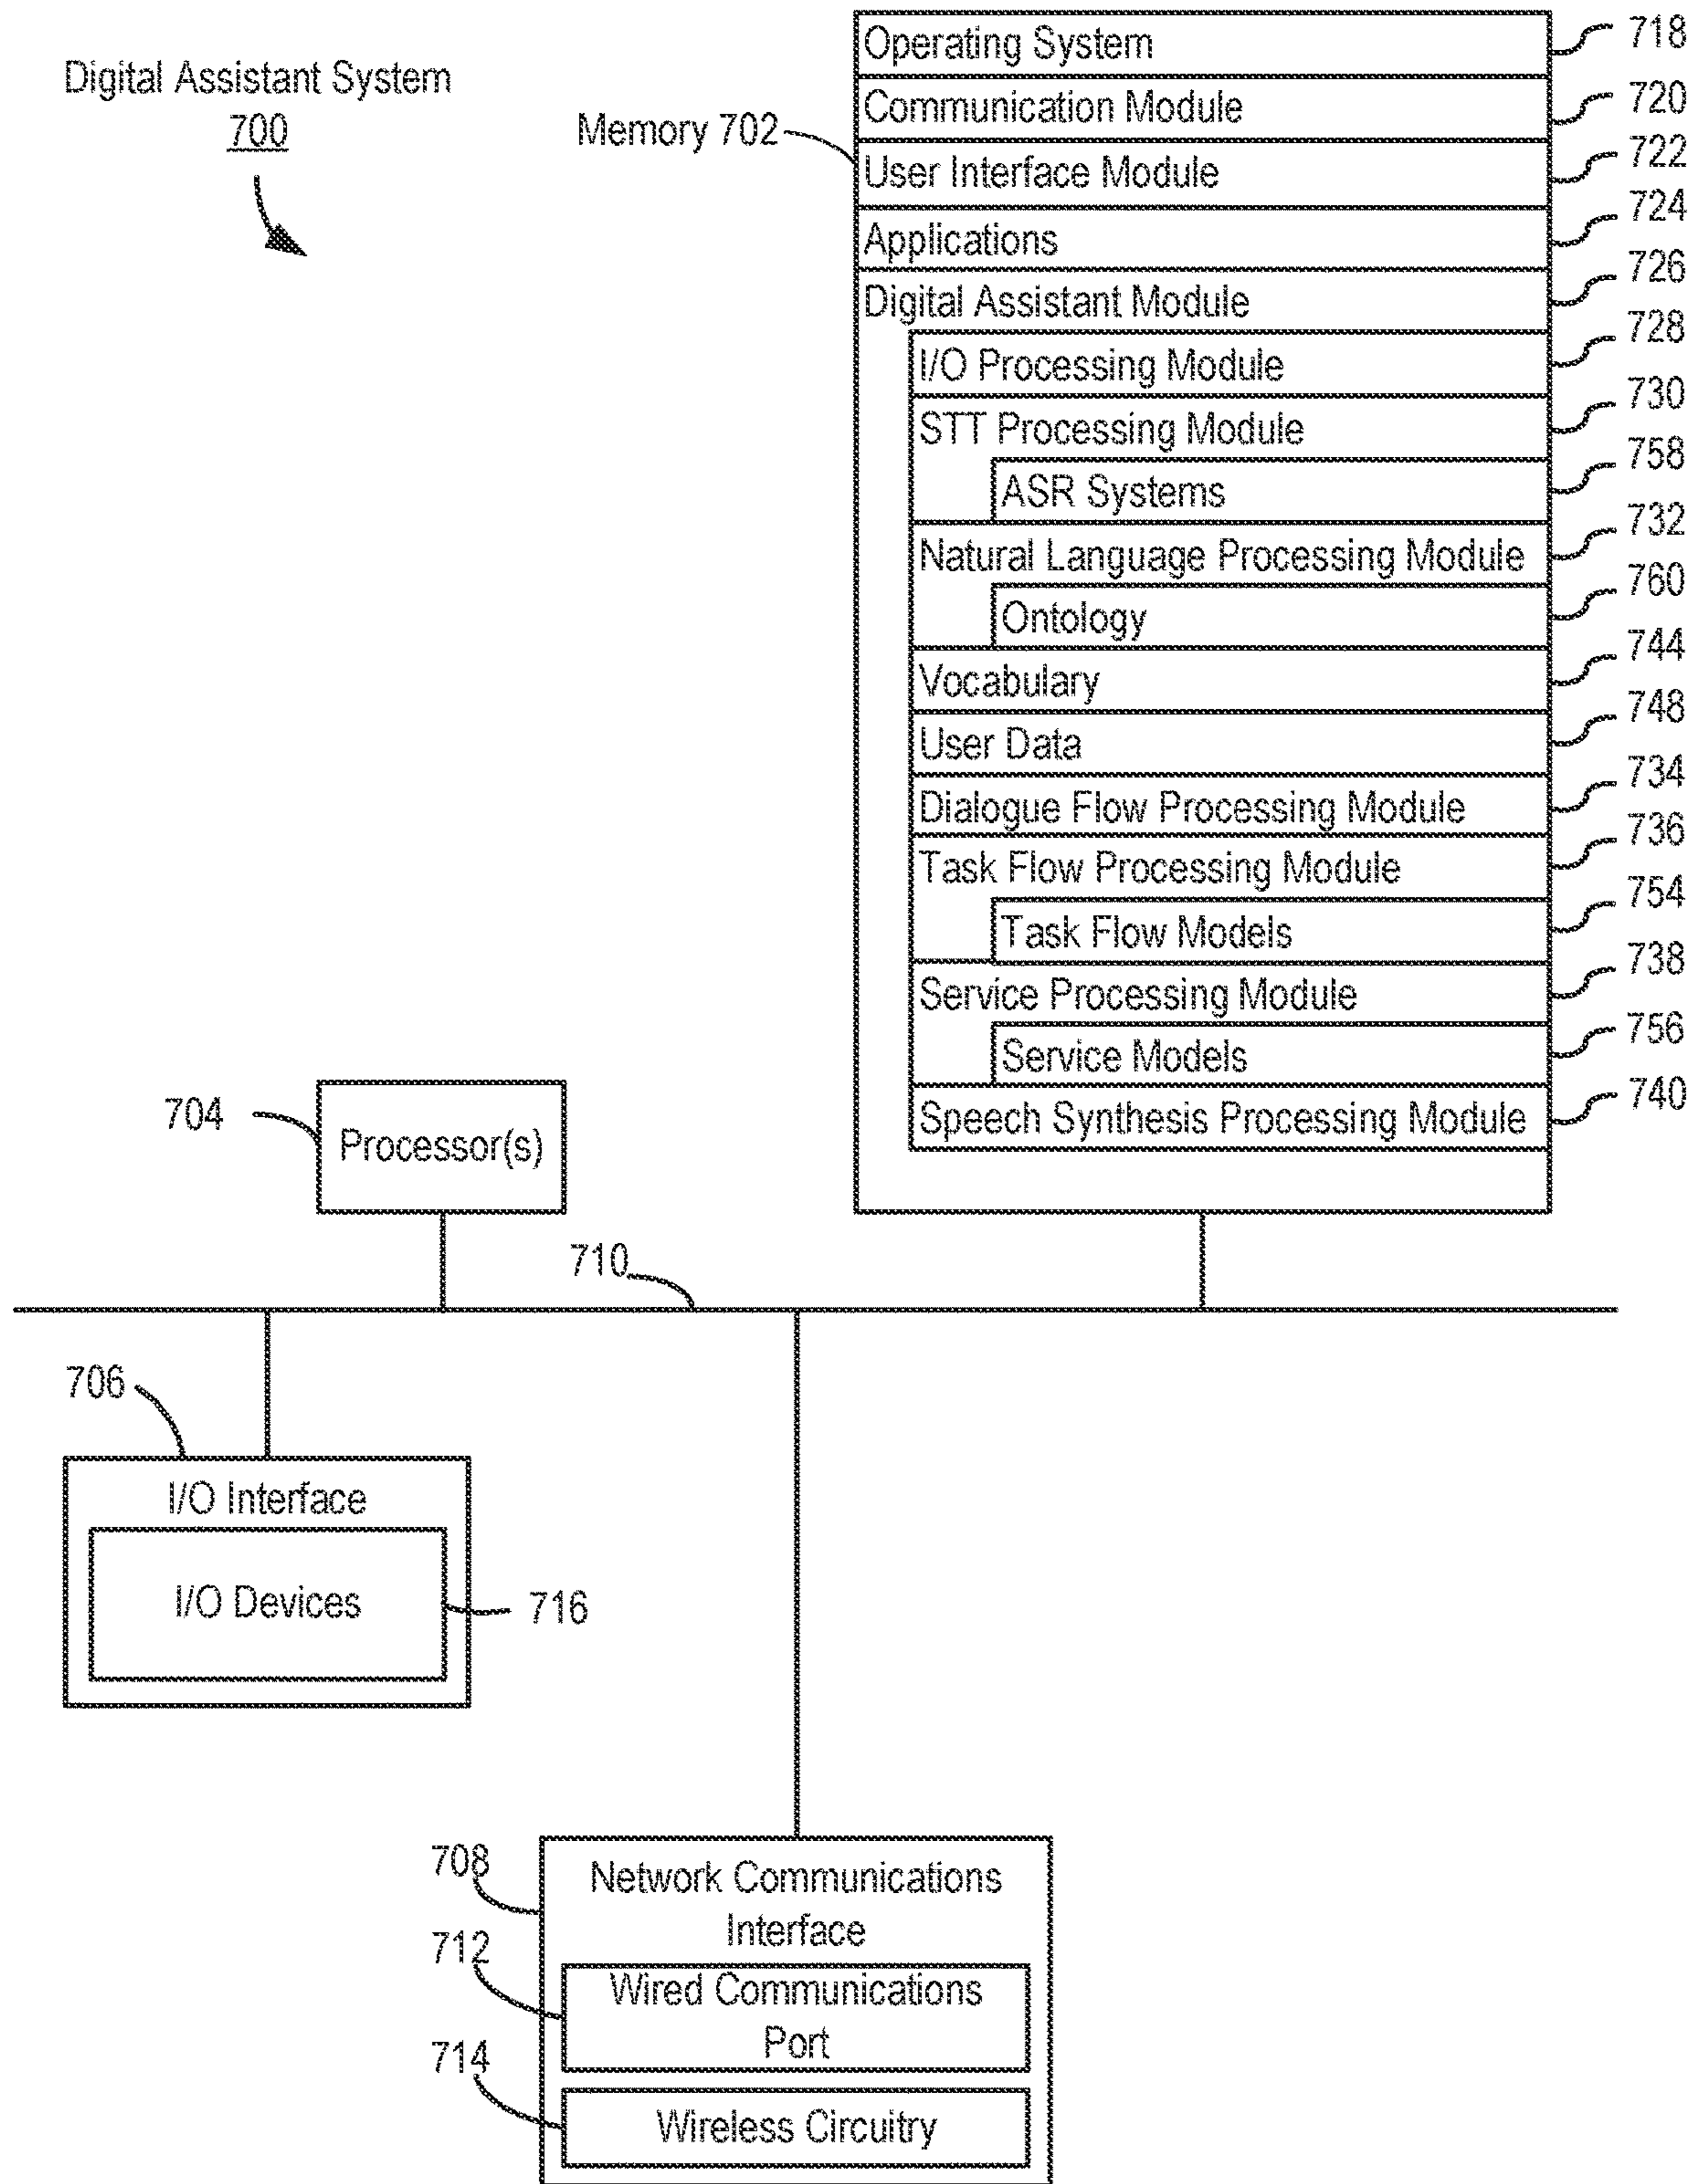 Digital Assistant System
700
Memory 702
Operating System 718
Communication Module 720
User Interface Module 722
Applications 724
Digital Assistant Module 726
I/O Processing Module 728
STT Processing Module 730
ASR Systems 758
Natural Language Processing Module 732
Ontology 760
Vocabulary 744
User Data 748
Dialogue Flow Processing Module 734
Task Flow Processing Module 736
Task Flow Models 754
Service Processing Module 738
Service Models 756
Speech Synthesis Processing Module 740
704
Processor(s)
710
706
I/O Interface
I/O Devices
716
708
Network Communications
Interface
712
Wired Communications
Port
714
Wireless Circuitry